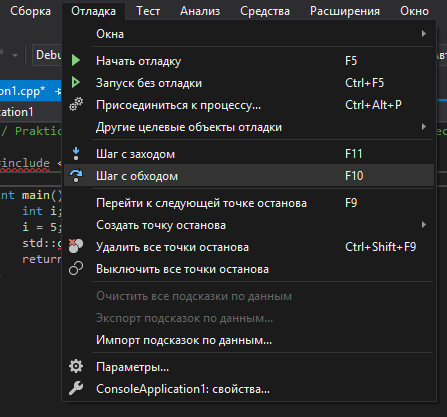 Сборка Отладка Тест Анализ Средства Расширения Окно
Окна
Debu
Начать отладку F5
Запуск без отладки Ctrl+F5
on1.cpp*
Присоединиться к процессу... Ctrl+Alt+P
cation1
Другие целевые объекты отладки
// Praktic
Шаг с заходом F11
#include <
Шаг с обходом F10
int main()
Перейти к следующей точке останова F9
int i;
Создать точку останова
i = 5;
Удалить все точки останова Ctrl+Shift+F9
std::c
Выключить все точки останова
return
Очистить все подсказки по данным
Экспорт подсказок по данным...
Импорт подсказок по данным...
Параметры...
ConsoleApplication1: свойства...